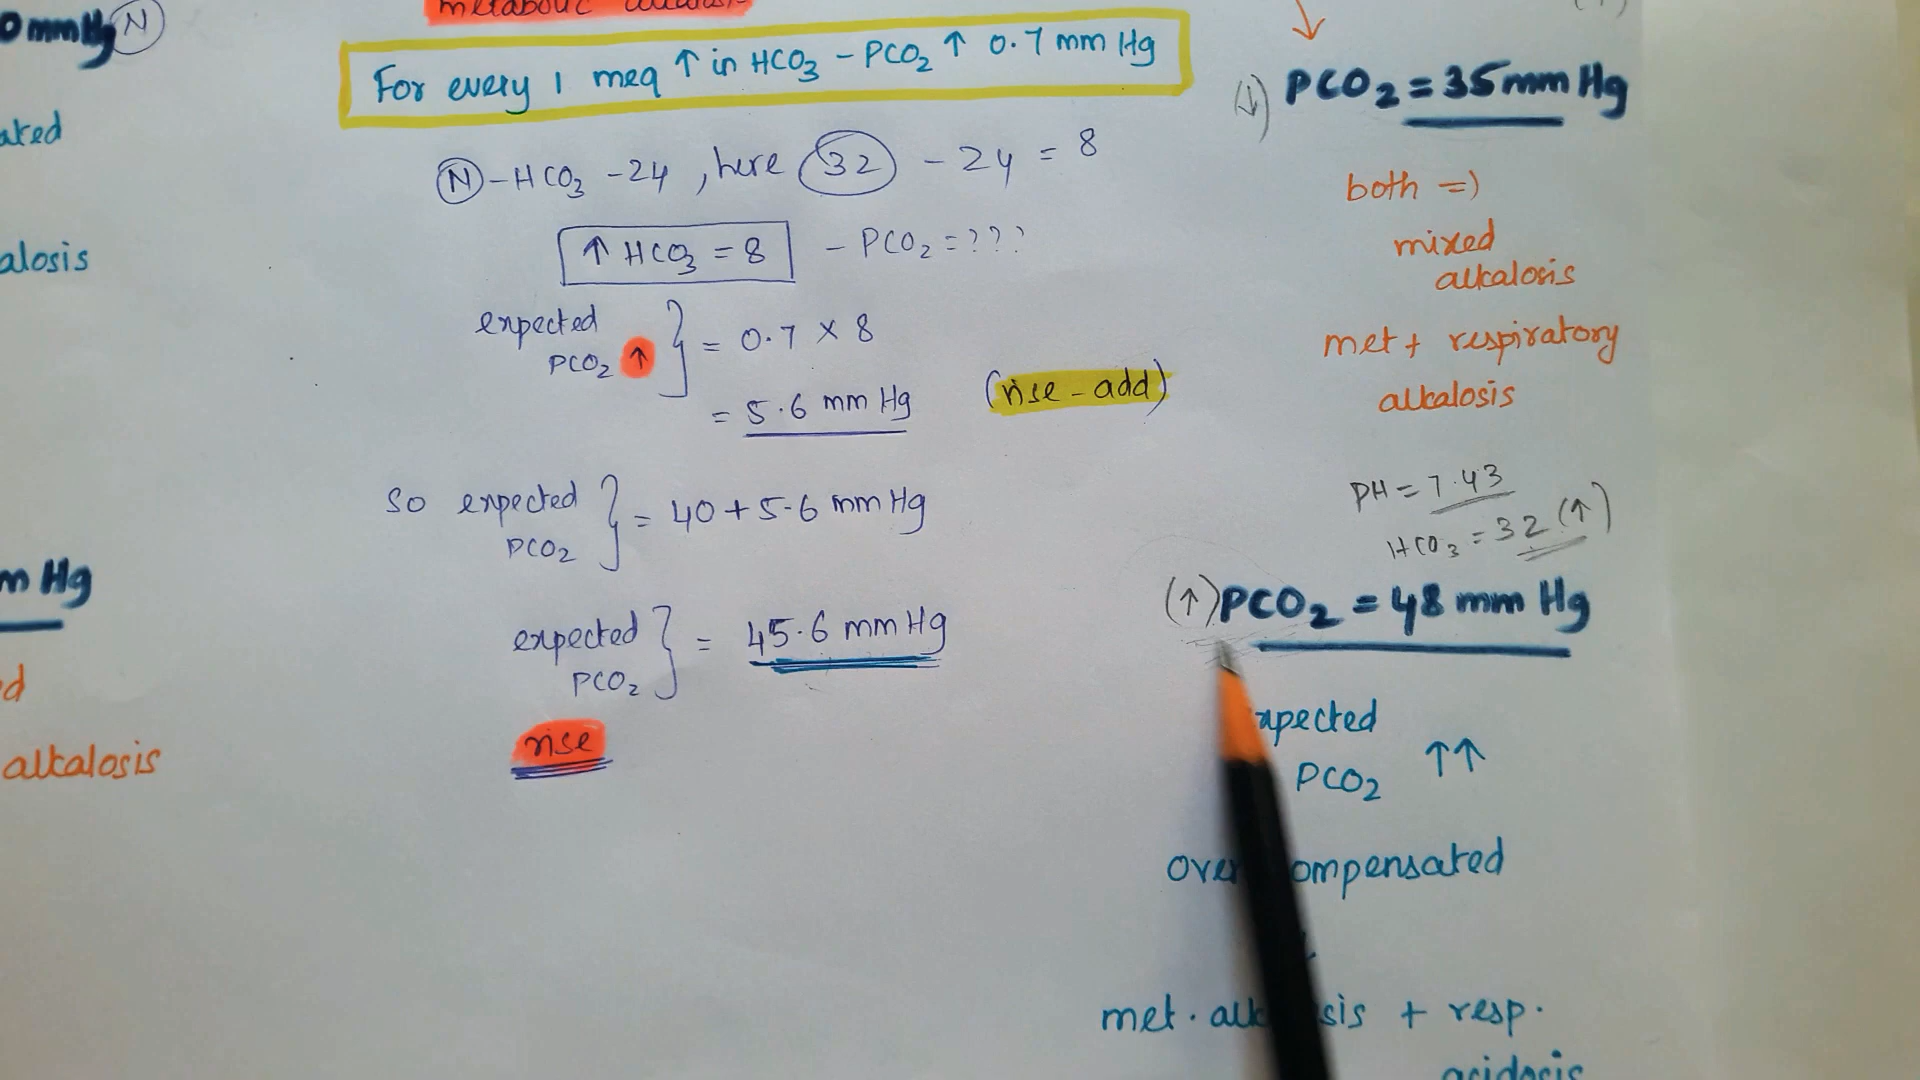 0 mmHg (N)
ated
alosis
m Hg
d
alkalosis
metabolic
For every 1 meq ↑ in HCO3 - PCO2 ↑ 0.7 mm Hg
(N) - HCO3 - 24, here (32) - 24 = 8
↑ HCO3 = 8 - PCO2 = ???
expected PCO2 ↑ } = 0.7 × 8
= 5.6 mm Hg (rise - add)
so expected PCO2 } = 40 + 5.6 mm Hg
expected PCO2 } = 45.6 mm Hg
rise
(↑)
↓
(↓) PCO2 = 35 mm Hg
both =)
mixed
alkalosis
met + respiratory
alkalosis
PH = 7.43
HCO3 = 32 (↑)
(↑) PCO2 = 48 mm Hg
xpected
PCO2 ↑↑
over ompensated
met. alk sis + resp.
acidosis